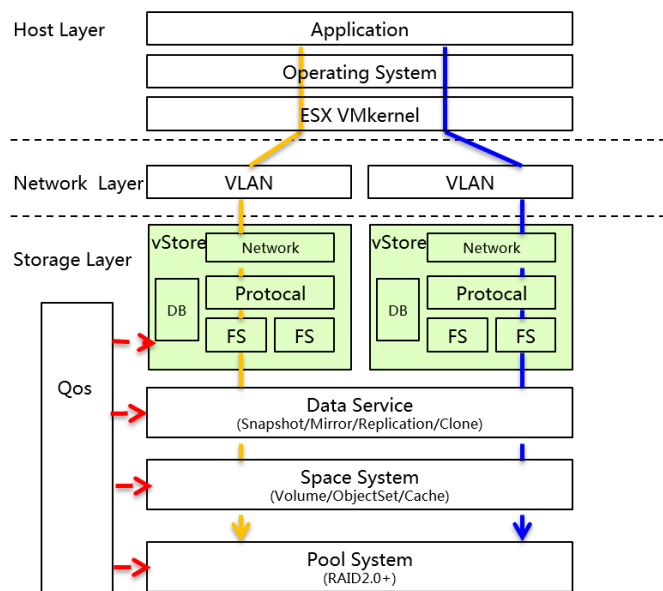 Host Layer
Application
Operating System
ESX VMkernel
Network Layer
VLAN
VLAN
Storage Layer
vStore
Network
DB
Protocal
FS
FS
vStore
Network
DB
Protocal
FS
FS
Qos
Data Service
(Snapshot/Mirror/Replication/Clone)
Space System
(Volume/ObjectSet/Cache)
Pool System
(RAID2.0+)